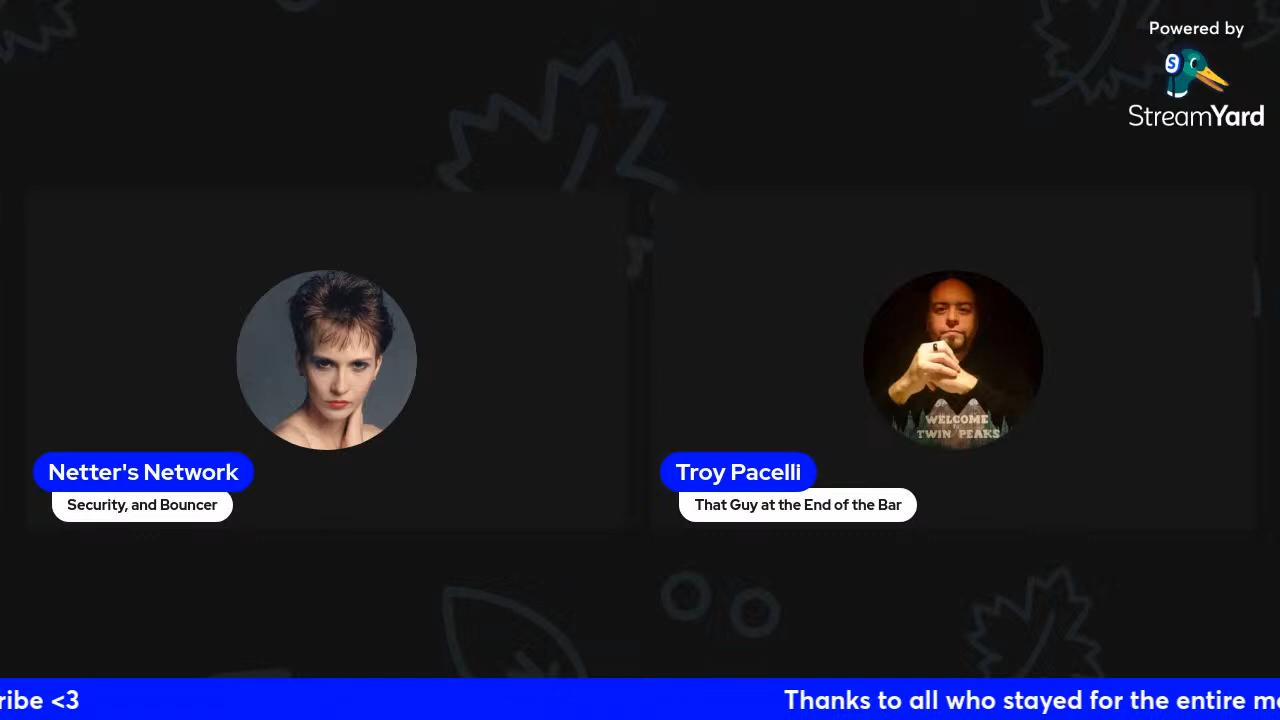 Powered by
S
StreamYard
WELCOME
TWIN PEAKS
Netter's Network
Security, and Bouncer
Troy Pacelli
That Guy at the End of the Bar
ribe <3
Thanks to all who stayed for the entire